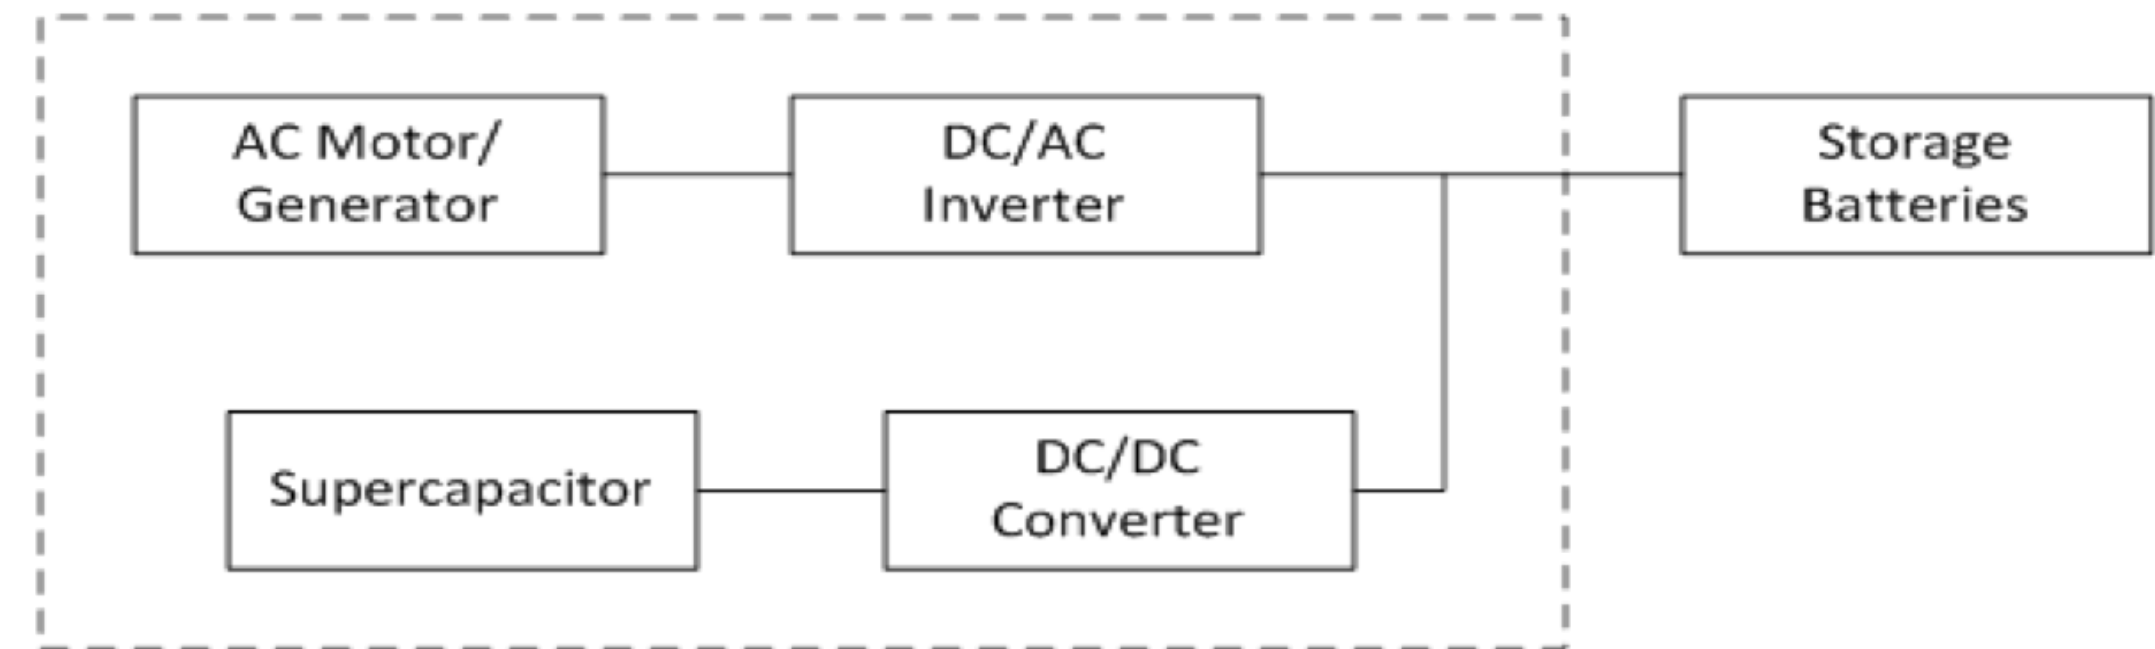 AC Motor/
Generator
DC/AC
Inverter
Storage
Batteries
Supercapacitor
DC/DC
Converter